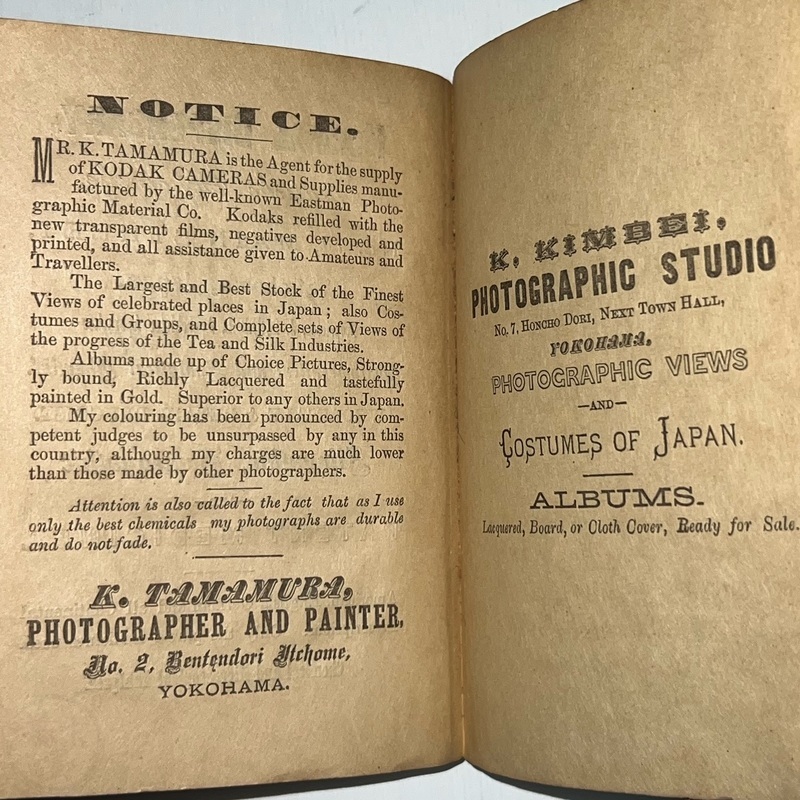 NOTICE.
MR. K. TAMAMURA is the Agent for the supply
of KODAK CAMERAS and Supplies manu-
factured by the well-known Eastman Photo-
graphic Material Co. Kodaks refilled with the
new transparent films, negatives developed and
printed, and all assistance given to Amateurs and
Travellers.
The Largest and Best Stock of the Finest
Views of celebrated places in Japan; also Cos-
tumes and Groups, and Complete sets of Views of
the progress of the Tea and Silk Industries.
Albums made up of Choice Pictures, Strong-
ly bound, Richly Lacquered and tastefully
painted in Gold. Superior to any others in Japan.
My colouring has been pronounced by com-
petent judges to be unsurpassed by any in this
country, although my charges are much lower
than those made by other photographers.
Attention is also called to the fact that as I use
only the best chemicals my photographs are durable
and do not fade.
K. TAMAMURA,
PHOTOGRAPHER AND PAINTER,
No. 2, Bentendori Itchome,
YOKOHAMA.
K. KIMBEI,
PHOTOGRAPHIC STUDIO
No. 7, HONCHO DORI, NEXT TOWN HALL,
YOKOHAMA.
PHOTOGRAPHIC VIEWS
—AND—
COSTUMES OF JAPAN.
ALBUMS.
Lacquered, Board, or Cloth Cover, Ready for Sale.